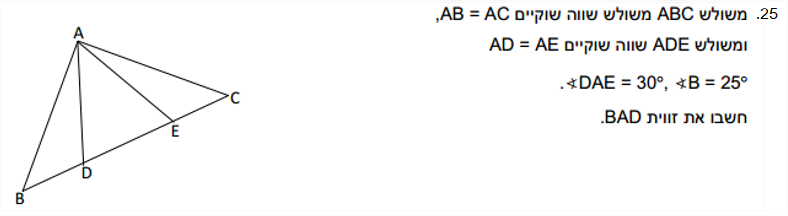 25. משולש ABC משולש שווה שוקיים AB = AC,
ומשולש ADE שווה שוקיים AD = AE
∢DAE = 30°, ∢B = 25°.
חשבו את זווית BAD.
A
C
E
D
B